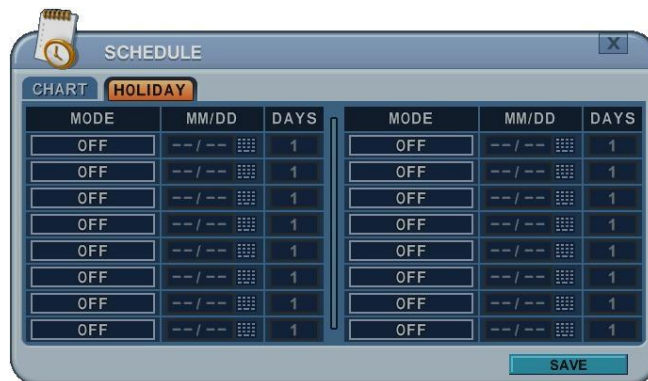 SCHEDULE X
CHART HOLIDAY
MODE MM/DD DAYS MODE MM/DD DAYS
OFF --/-- 1 OFF --/-- 1
OFF --/-- 1 OFF --/-- 1
OFF --/-- 1 OFF --/-- 1
OFF --/-- 1 OFF --/-- 1
OFF --/-- 1 OFF --/-- 1
OFF --/-- 1 OFF --/-- 1
OFF --/-- 1 OFF --/-- 1
OFF --/-- 1 OFF --/-- 1
SAVE